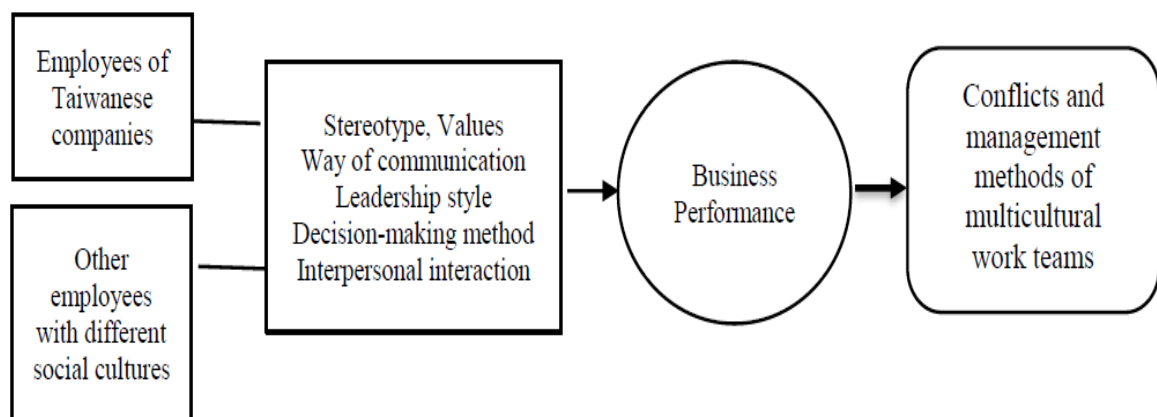 Employees of
Taiwanese
companies
Other
employees
with different
social cultures
Stereotype, Values
Way of communication
Leadership style
Decision-making method
Interpersonal interaction
Business
Performance
Conflicts and
management
methods of
multicultural
work teams